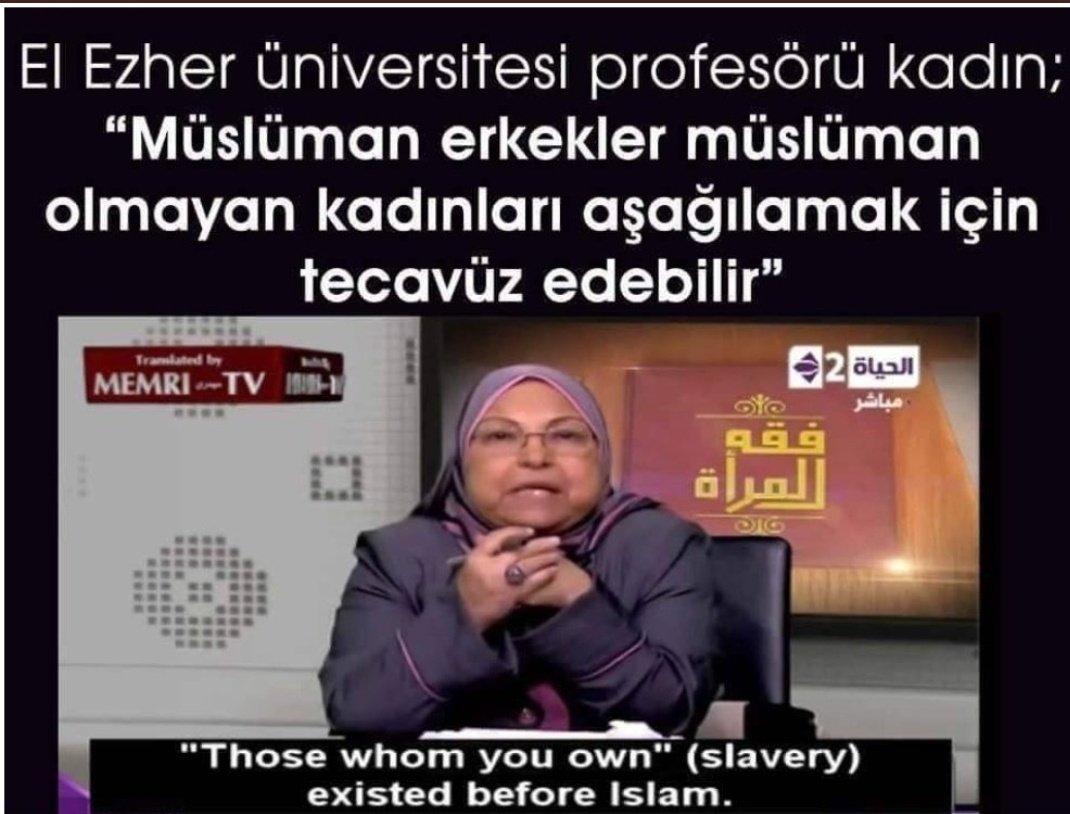 El Ezher üniversitesi profesörü kadın;
“Müslüman erkekler müslüman
olmayan kadınları aşağılamak için
tecavüz edebilir”
Translated by
MEMRI TV
الحياة 2
مباشر
فقه
المرأة
"Those whom you own" (slavery)
existed before Islam.